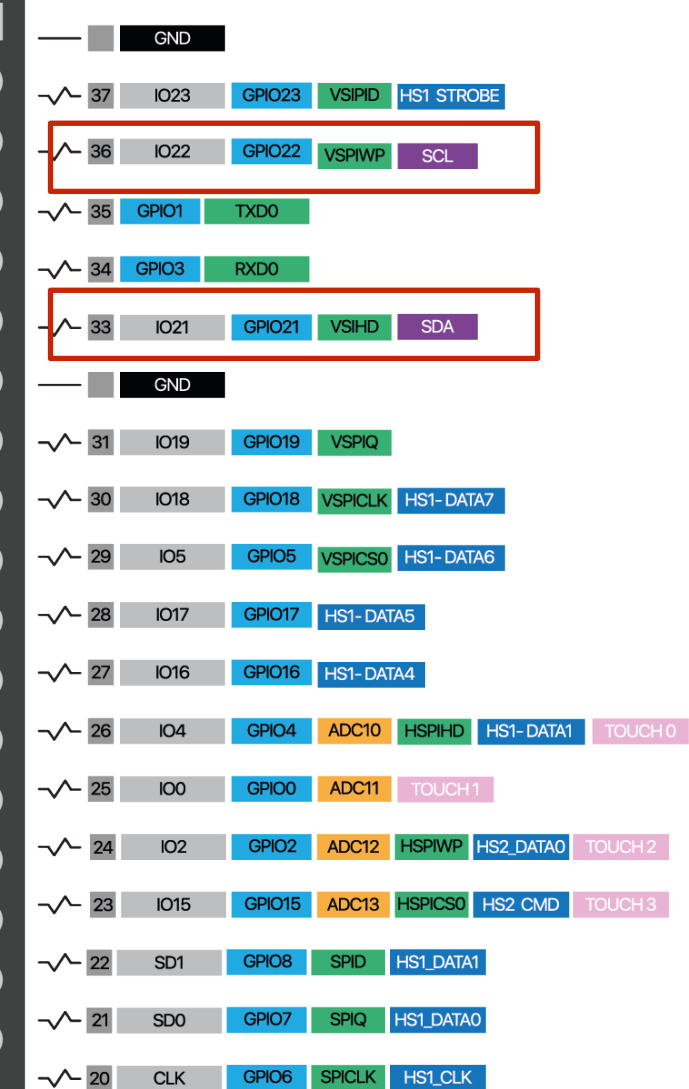 GND
37 IO23 GPIO23 VSIPID HS1 STROBE
36 IO22 GPIO22 VSPIWP SCL
35 GPIO1 TXD0
34 GPIO3 RXD0
33 IO21 GPIO21 VSIHD SDA
GND
31 IO19 GPIO19 VSPIQ
30 IO18 GPIO18 VSPICLK HS1-DATA7
29 IO5 GPIO5 VSPICS0 HS1-DATA6
28 IO17 GPIO17 HS1-DATA5
27 IO16 GPIO16 HS1-DATA4
26 IO4 GPIO4 ADC10 HSPIHD HS1-DATA1 TOUCH 0
25 IO0 GPIO0 ADC11 TOUCH 1
24 IO2 GPIO2 ADC12 HSPIWP HS2_DATA0 TOUCH 2
23 IO15 GPIO15 ADC13 HSPICS0 HS2 CMD TOUCH 3
22 SD1 GPIO8 SPID HS1_DATA1
21 SD0 GPIO7 SPIQ HS1_DATA0
20 CLK GPIO6 SPICLK HS1_CLK